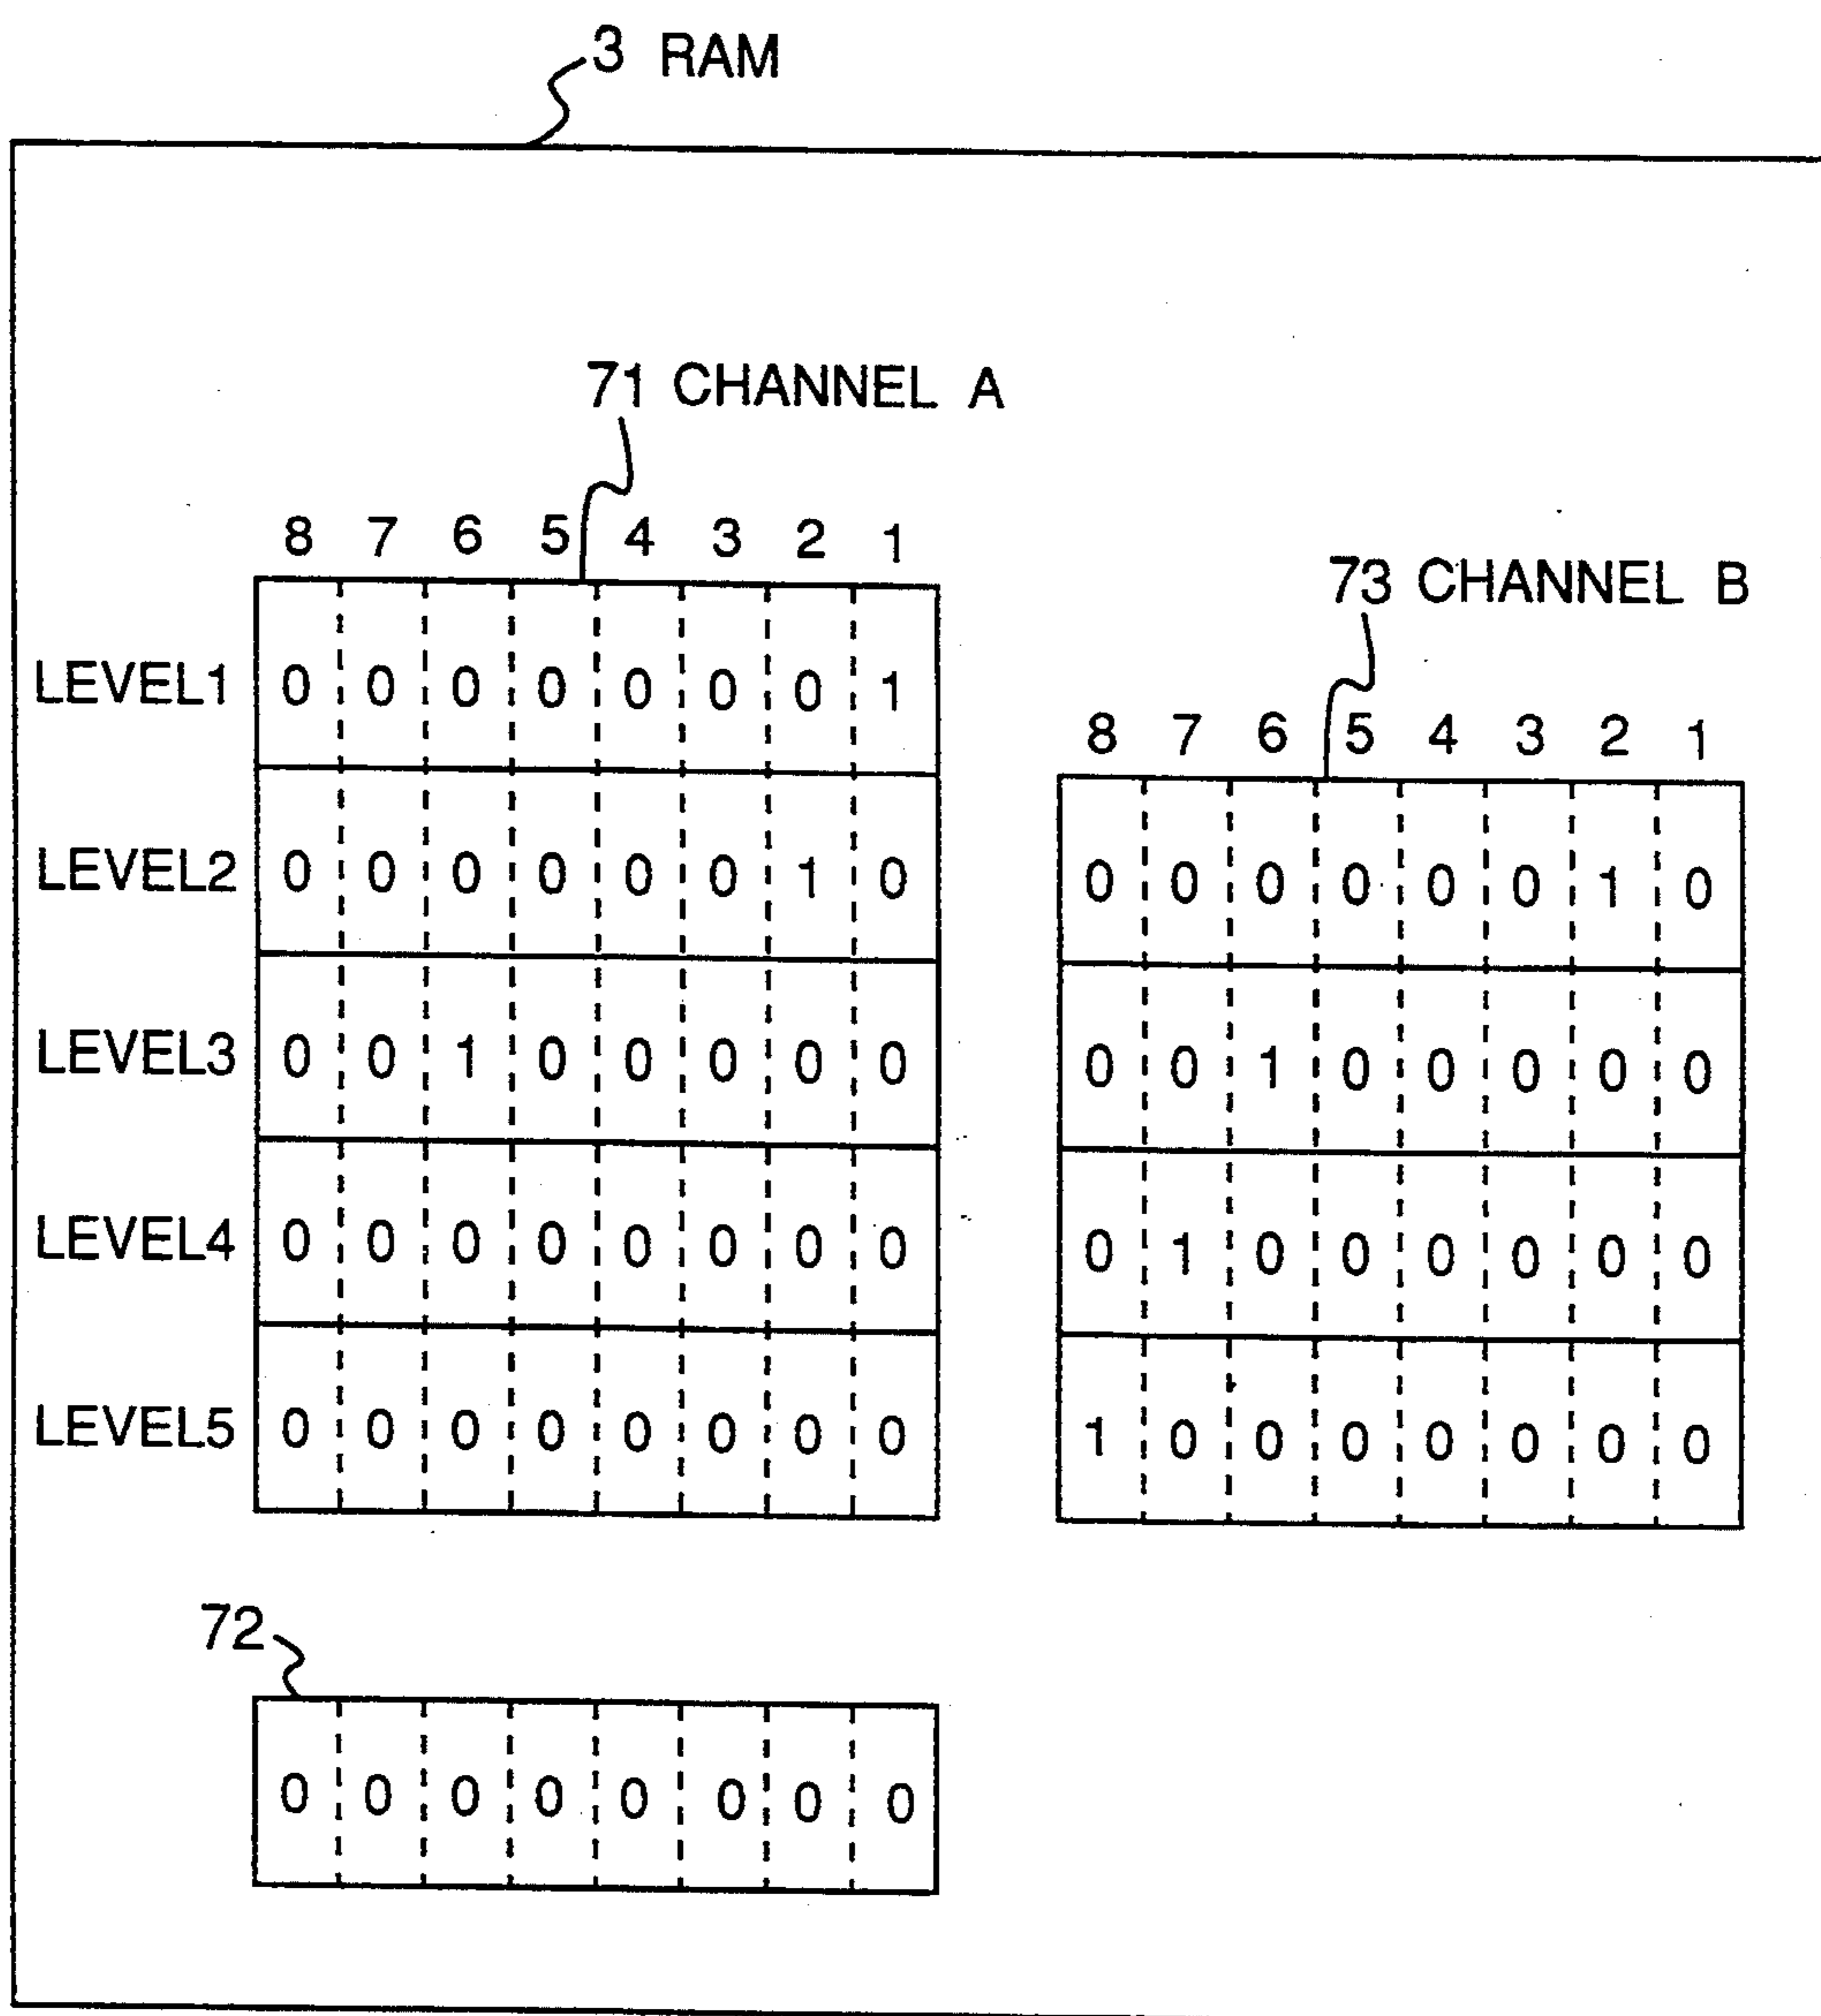 3 RAM
71 CHANNEL A
8 7 6 5 4 3 2 1
LEVEL1 0 0 0 0 0 0 0 1
LEVEL2 0 0 0 0 0 0 1 0
LEVEL3 0 0 1 0 0 0 0 0
LEVEL4 0 0 0 0 0 0 0 0
LEVEL5 0 0 0 0 0 0 0 0
73 CHANNEL B
8 7 6 5 4 3 2 1
0 0 0 0 0 0 1 0
0 0 1 0 0 0 0 0
0 1 0 0 0 0 0 0
1 0 0 0 0 0 0 0
72
0 0 0 0 0 0 0 0